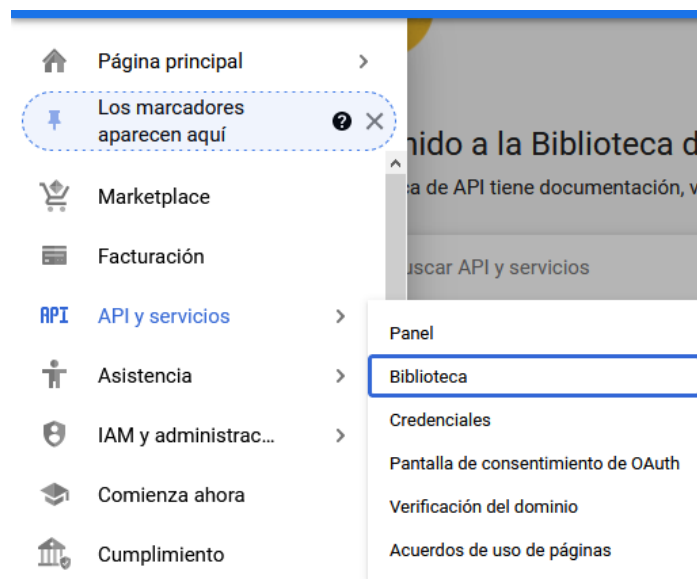 Página principal
Los marcadores
aparecen aquí
Marketplace
Facturación
API API y servicios
Asistencia
IAM y administrac...
Comienza ahora
Cumplimiento
nido a la Biblioteca d
a de API tiene documentación, v
uscar API y servicios
Panel
Biblioteca
Credenciales
Pantalla de consentimiento de OAuth
Verificación del dominio
Acuerdos de uso de páginas